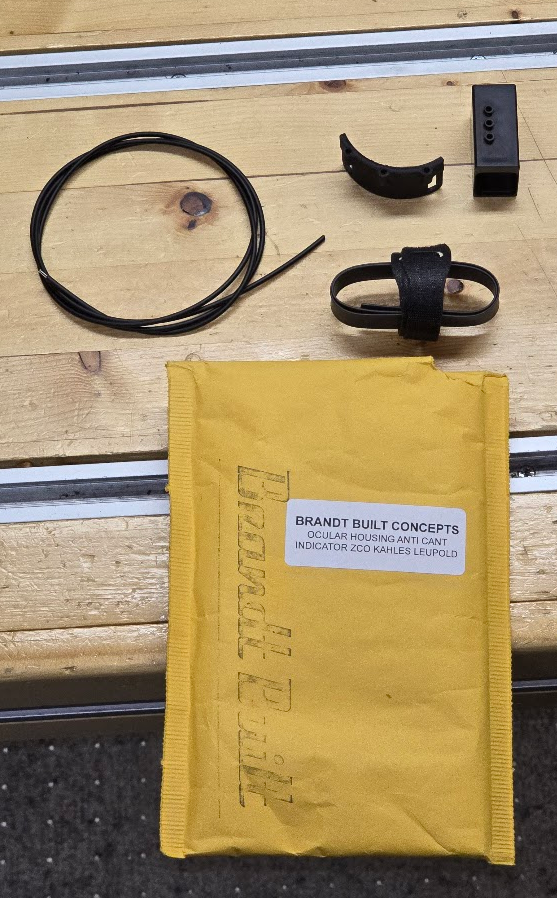 BRANDT BUILT CONCEPTS
OCULAR HOUSING ANTI CANT
INDICATOR ZCO KAHLES LEUPOLD
Brandt Built